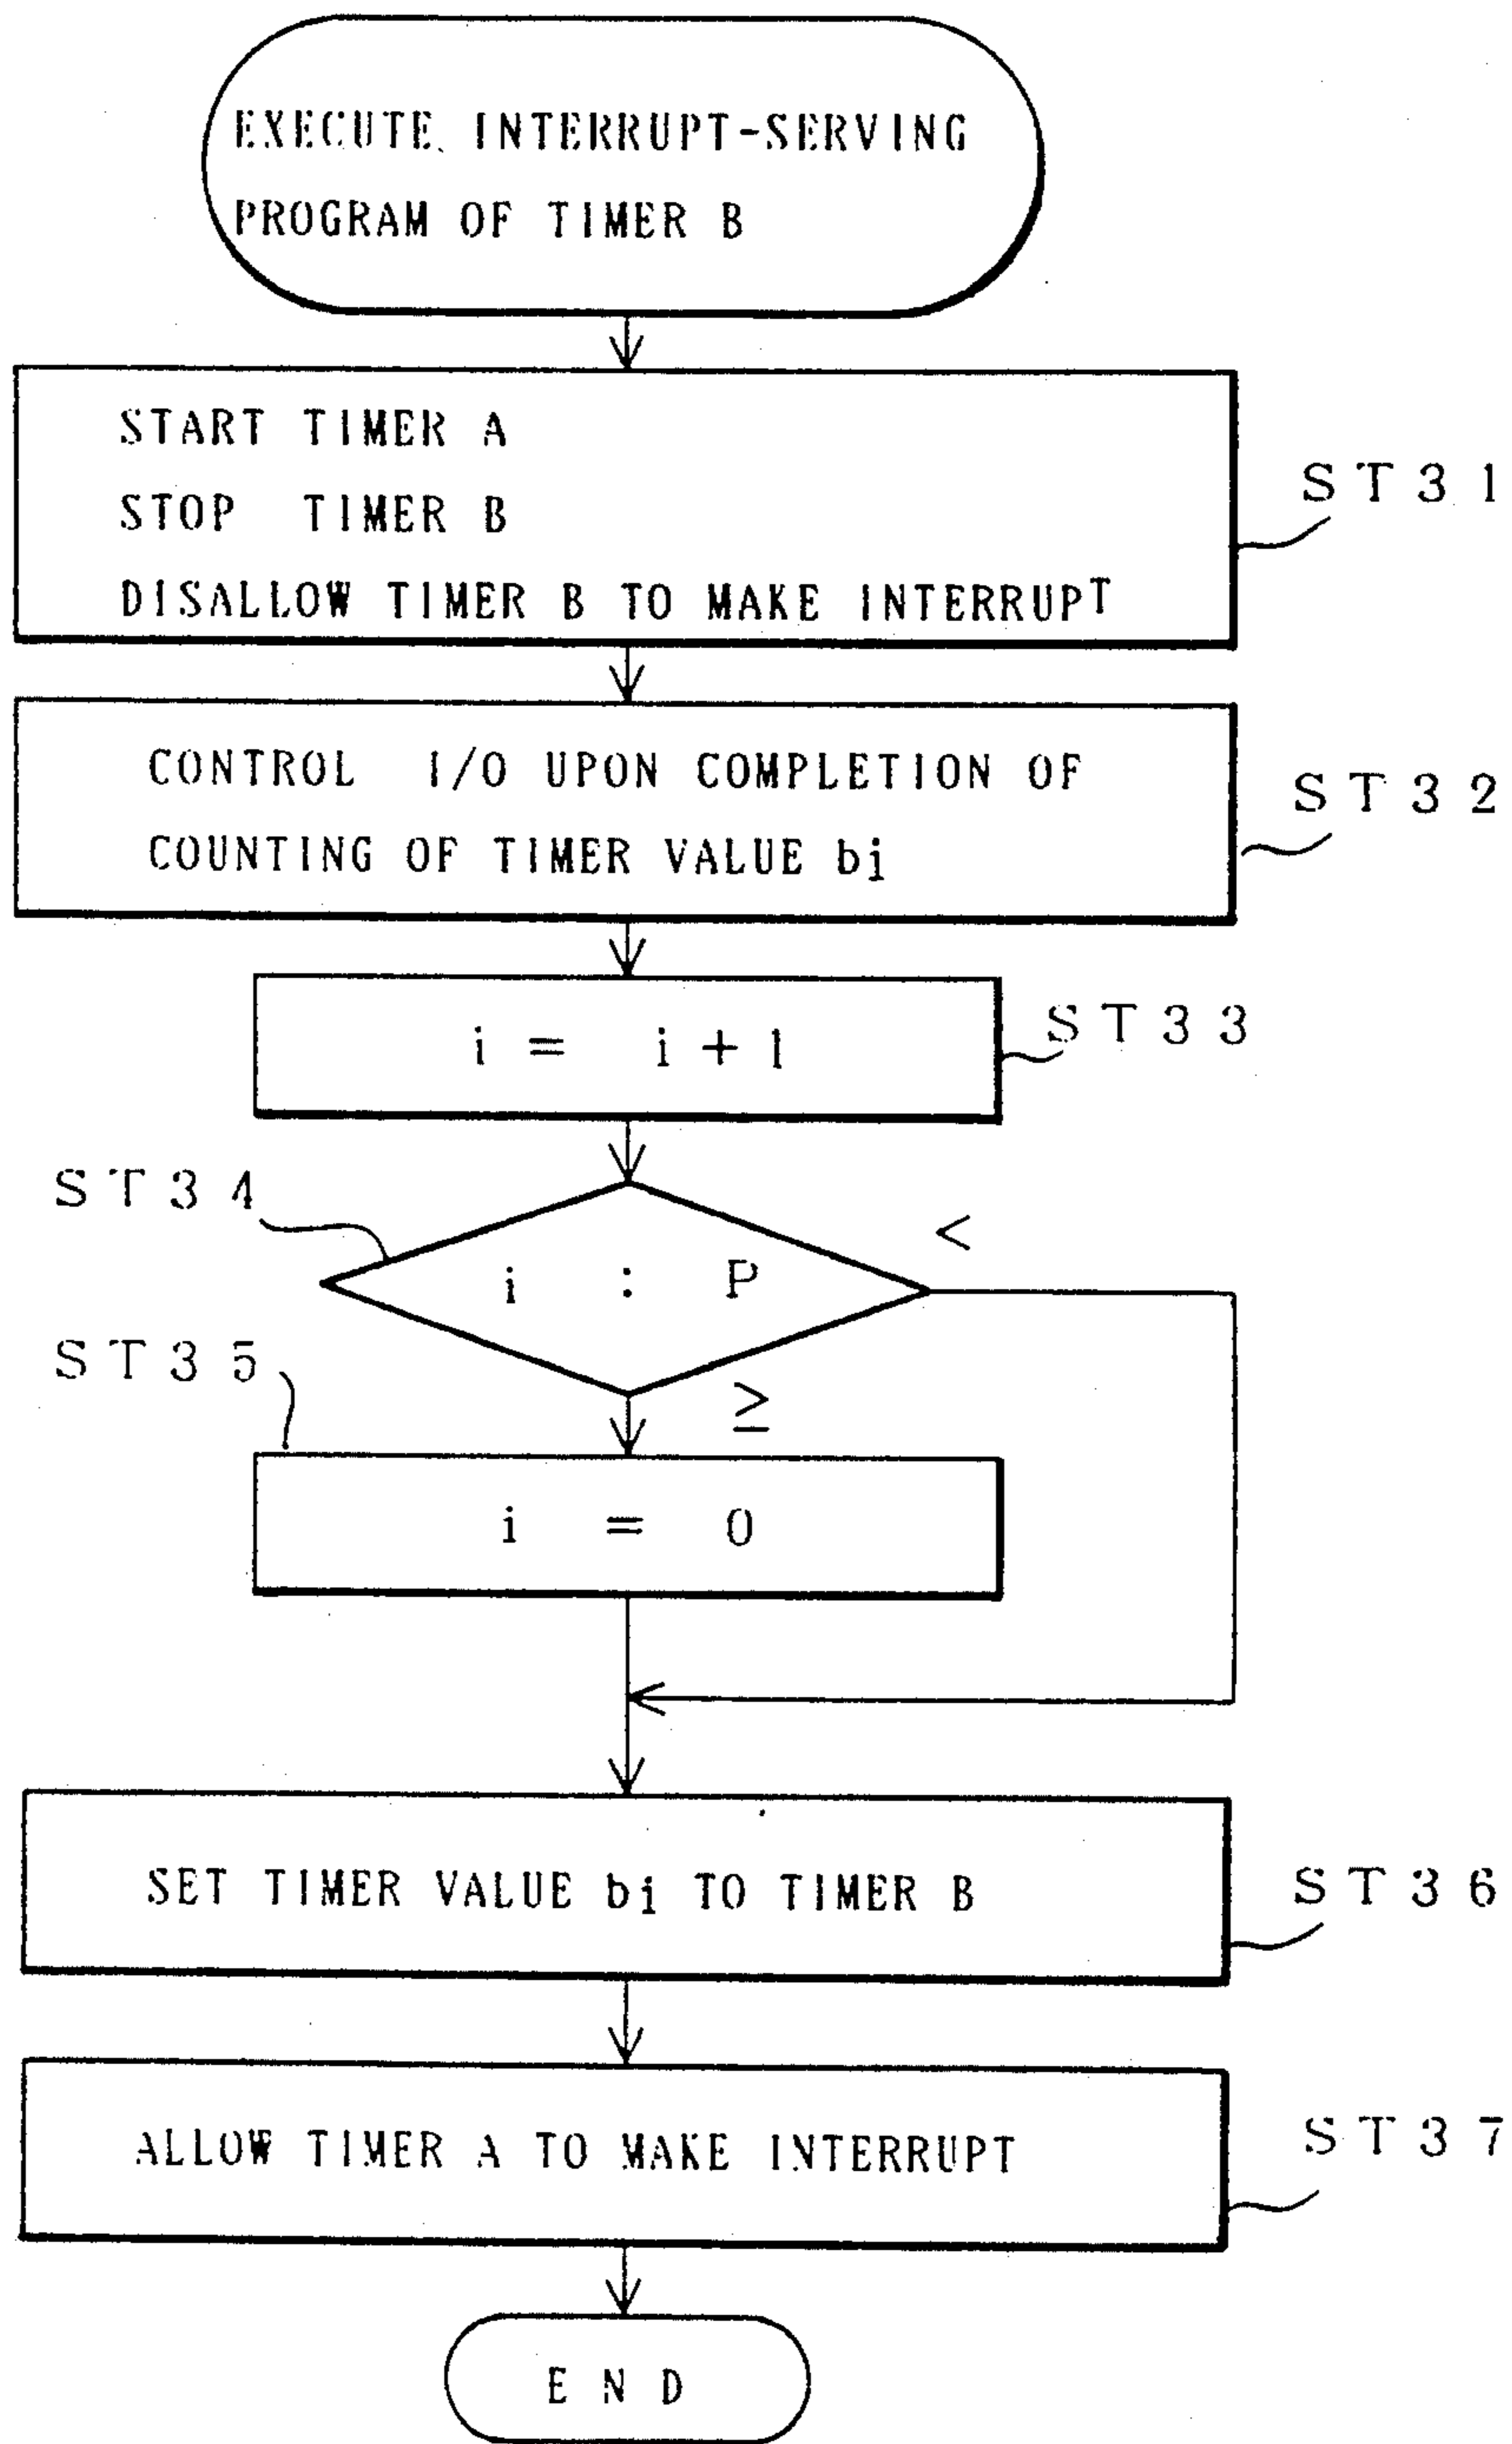 EXECUTE INTERRUPT-SERVING
PROGRAM OF TIMER B
START TIMER A
STOP TIMER B
DISALLOW TIMER B TO MAKE INTERRUPT
ST31
CONTROL I/O UPON COMPLETION OF
COUNTING OF TIMER VALUE bi
ST32
i = i + 1
ST33
ST34
<
i : P
ST35
≥
i = 0
SET TIMER VALUE bi TO TIMER B
ST36
ALLOW TIMER A TO MAKE INTERRUPT
ST37
END